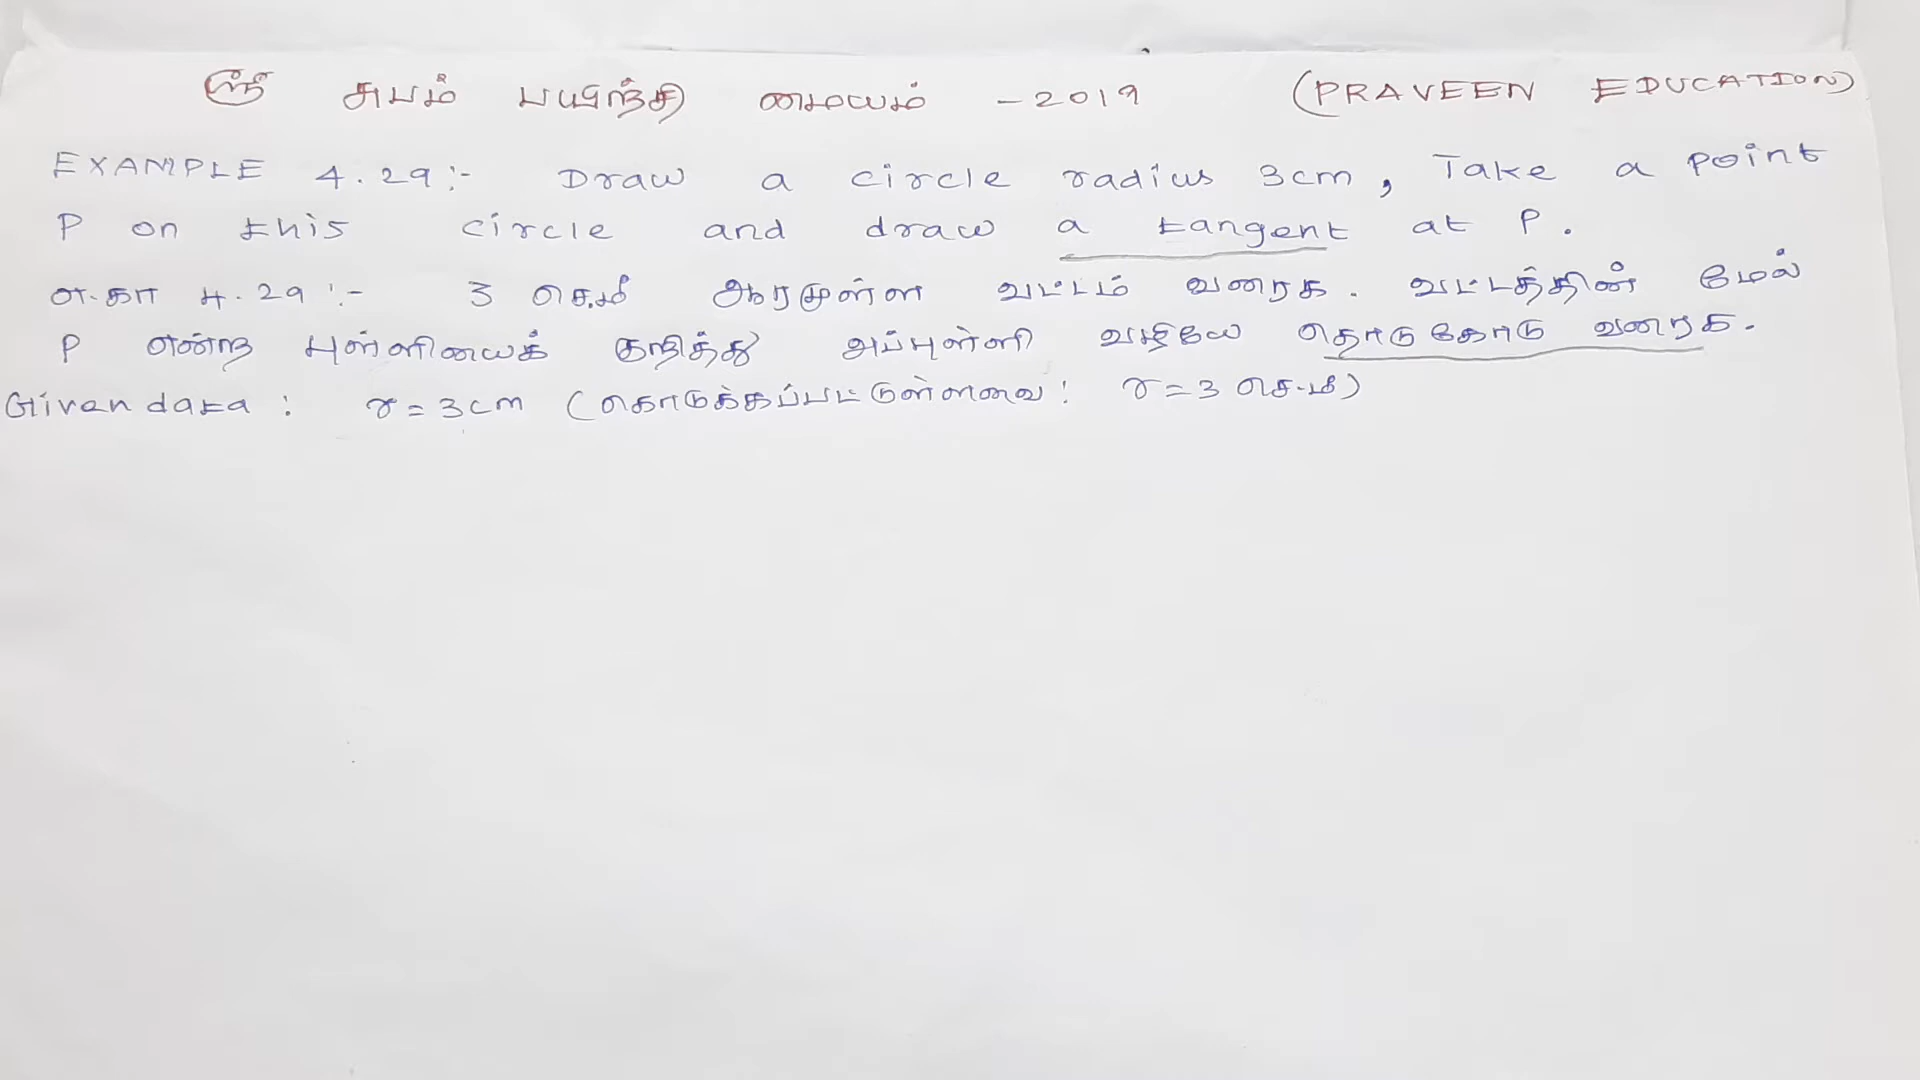 ஸ்ரீ சுபம் பயிற்சி மையம் - 2019 (PRAVEEN EDUCATION)
EXAMPLE 4.29:- Draw a circle radius 3cm, Take a point
P on this circle and draw a tangent at P.
எ.கா 4.29:- 3 செ.மீ ஆரமுள்ள வட்டம் வரைக. வட்டத்தின் மேல்
P என்ற புள்ளியைக் குறித்து அப்புள்ளி வழியே தொடுகோடு வரைக.
Given data: r = 3cm (கொடுக்கப்பட்டுள்ளவை: r = 3 செ.மீ)